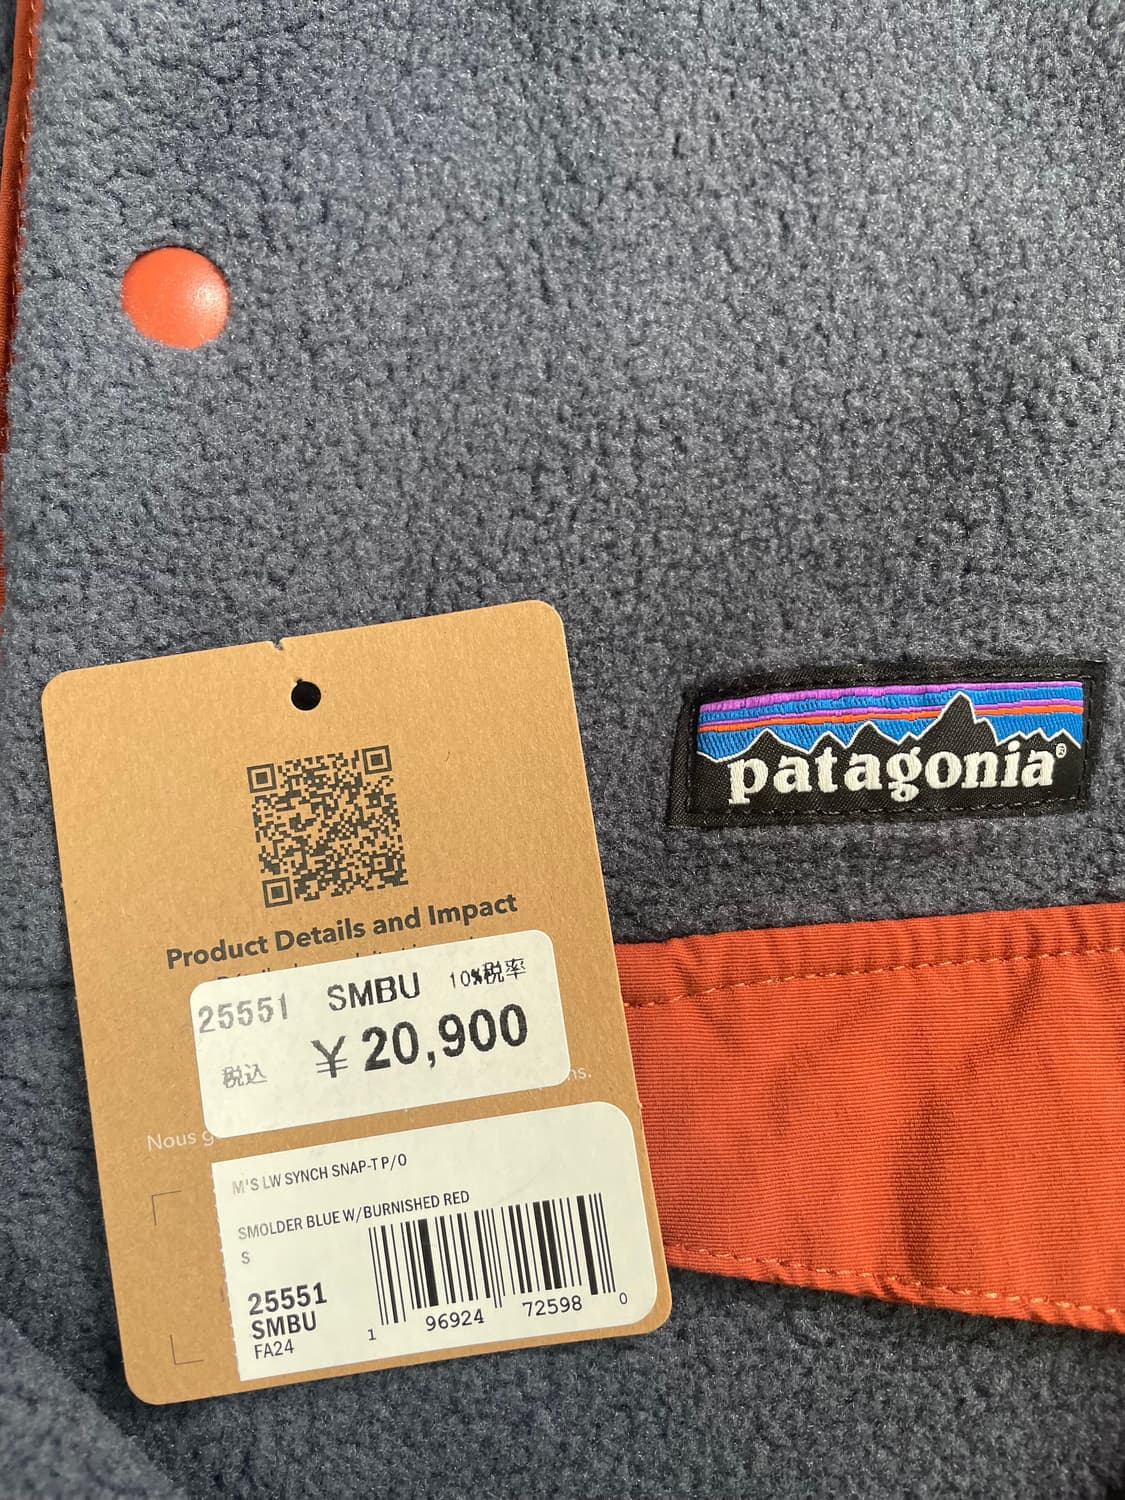 patagonia®
Product Details and Impact
25551 SMBU 10%税率
税込 ¥20,900
ns.
Nous g
M'S LW SYNCH SNAP-T P/O
SMOLDER BLUE W/BURNISHED RED
S
25551
SMBU
FA24
1 96924 72598 0